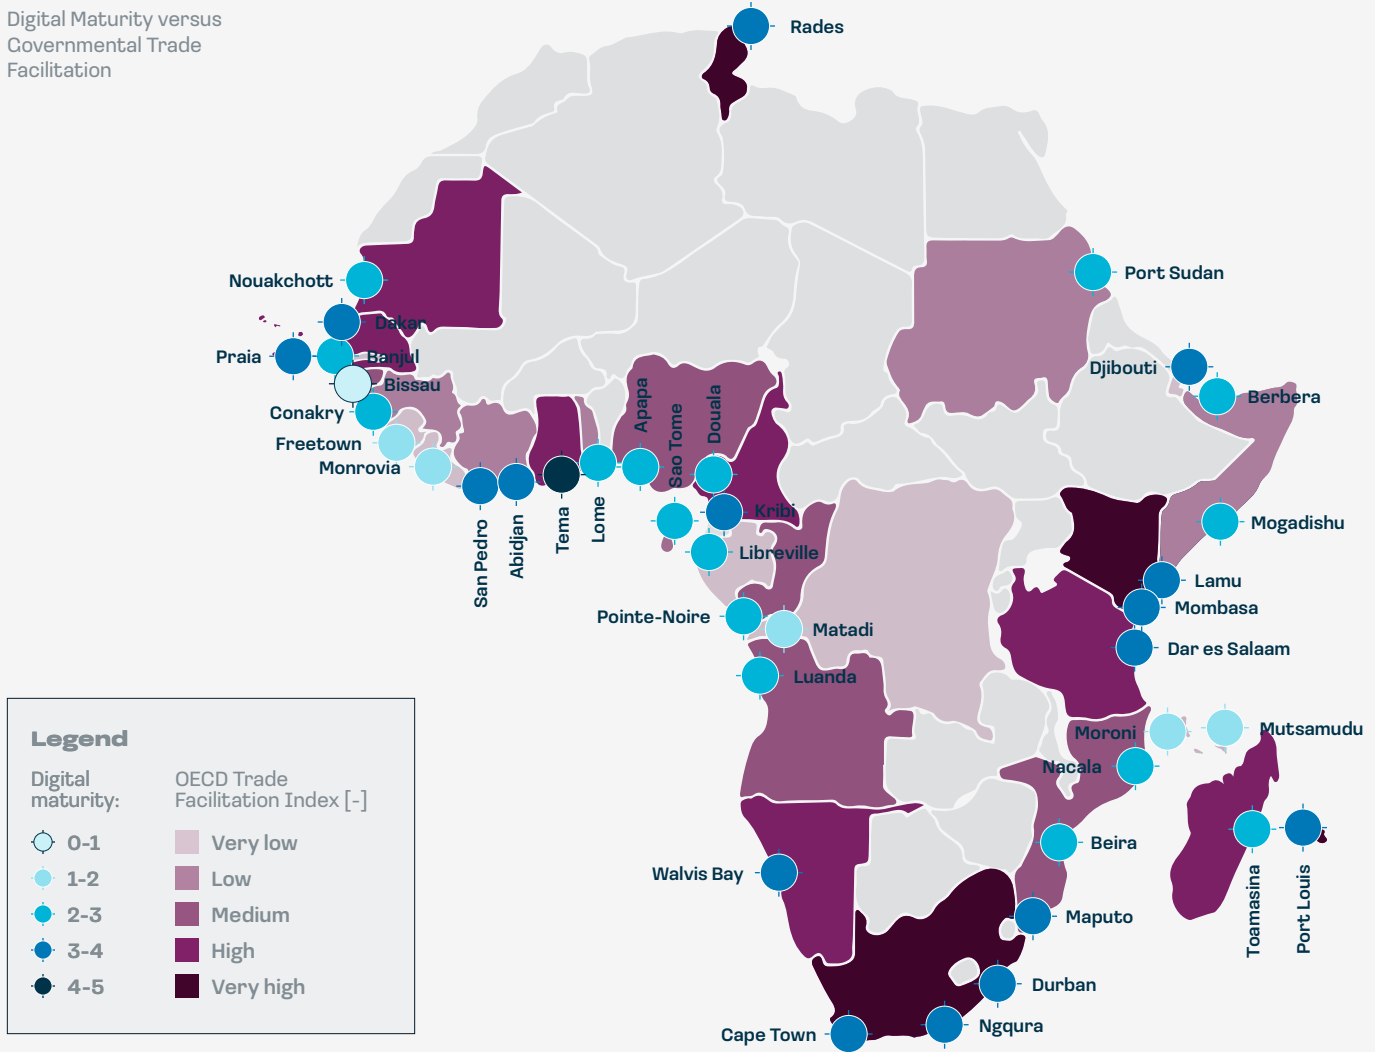 Digital Maturity versus
Governmental Trade
Facilitation
Rades
Nouakchott
Port Sudan
Dakar
Praia
Banjul
Djibouti
Bissau
Berbera
Conakry
Freetown
Monrovia
Apapa
Sao Tome
Douala
San Pedro
Abidjan
Tema
Lome
Kribi
Mogadishu
Libreville
Lamu
Mombasa
Pointe-Noire
Matadi
Dar es Salaam
Luanda
Moroni
Mutsamudu
Nacala
Beira
Walvis Bay
Maputo
Toamasina
Port Louis
Durban
Ngqura
Cape Town
Legend
Digital
maturity:
OECD Trade
Facilitation Index [-]
0-1
Very low
1-2
Low
2-3
Medium
3-4
High
4-5
Very high